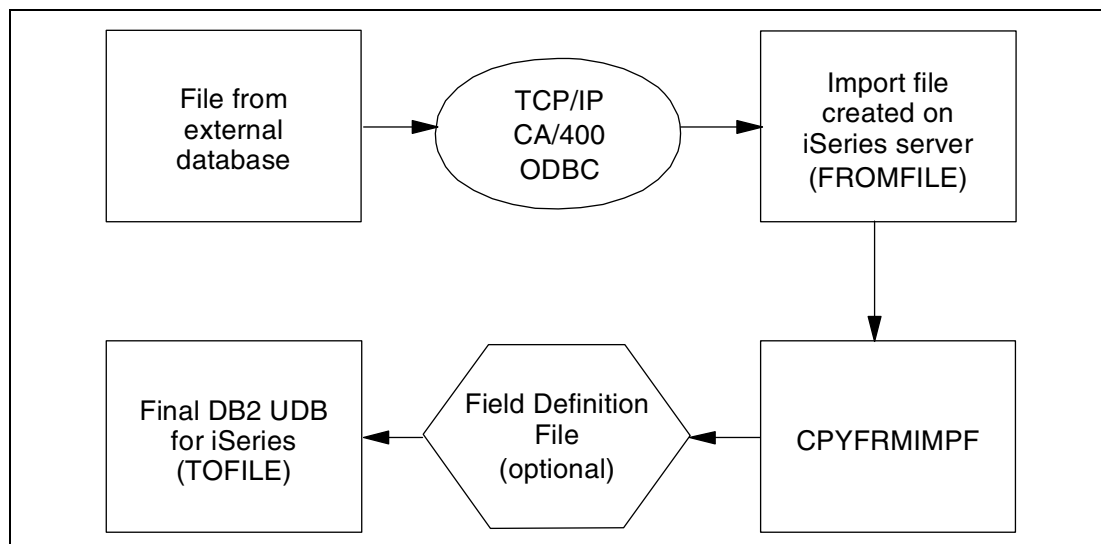 File from
external
database
TCP/IP
CA/400
ODBC
Import file
created on
iSeries server
(FROMFILE)
CPYFRMIMPF
Field Definition
File
(optional)
Final DB2 UDB
for iSeries
(TOFILE)